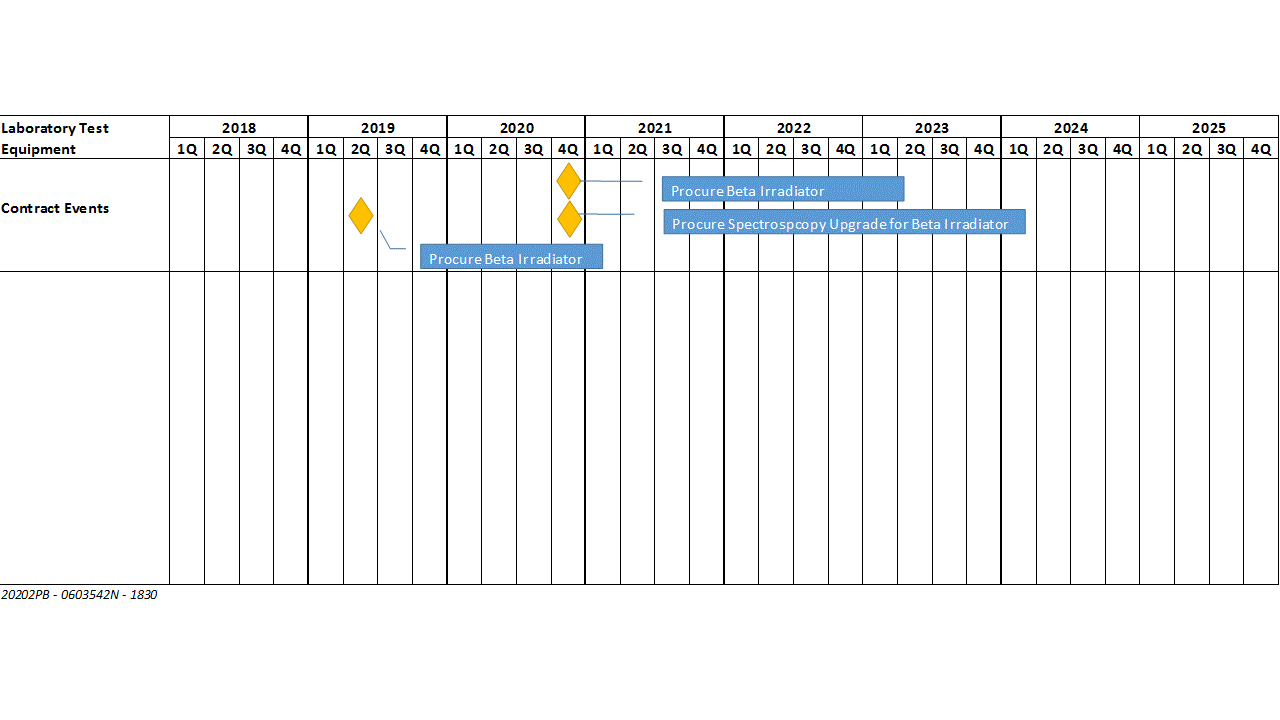 Laboratory Test
Equipment
2018 2019 2020 2021 2022 2023 2024 2025
1Q 2Q 3Q 4Q 1Q 2Q 3Q 4Q 1Q 2Q 3Q 4Q 1Q 2Q 3Q 4Q 1Q 2Q 3Q 4Q 1Q 2Q 3Q 4Q 1Q 2Q 3Q 4Q 1Q 2Q 3Q 4Q
Contract Events
Procure Beta Irradiator
Procure Spectrospcopy Upgrade for Beta Irradiator
Procure Beta Irradiator
20202PB - 0603542N - 1830